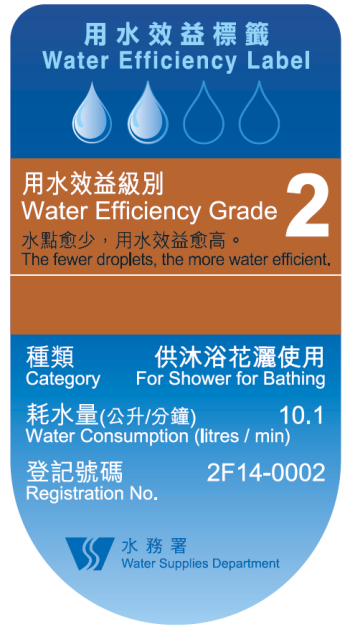 用水效益標籤
Water Efficiency Label
用水效益級別
Water Efficiency Grade 2
水點愈少，用水效益愈高。
The fewer droplets, the more water efficient.
種類 供沐浴花灑使用
Category For Shower for Bathing
耗水量(公升/分鐘) 10.1
Water Consumption (litres / min)
登記號碼 2F14-0002
Registration No.
水務署
Water Supplies Department